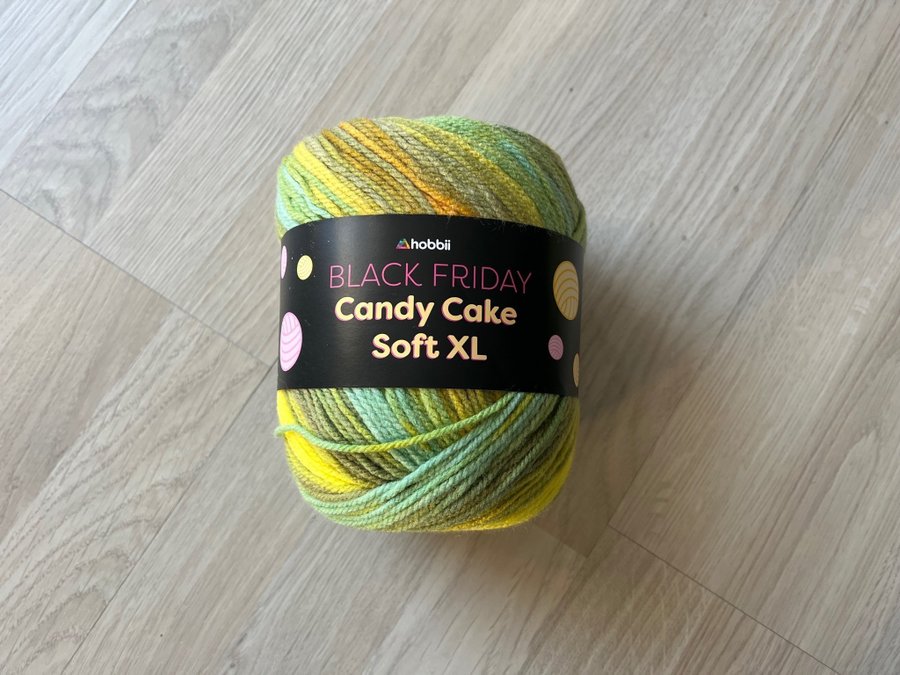 hobbii
BLACK FRIDAY
Candy Cake
Soft XL